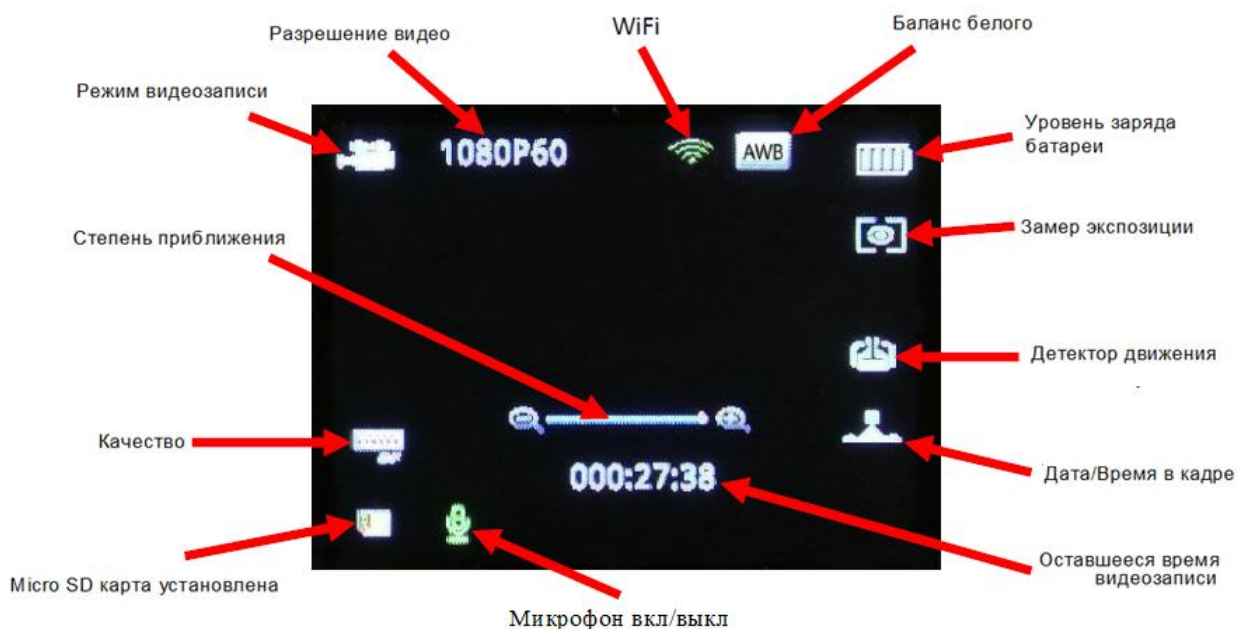 WiFi
Баланс белого
Разрешение видео
Режим видеозаписи
Уровень заряда
батареи
1080P60
AWB
Замер экспозиции
Степень приближения
Детектор движения
Качество
000:27:38
Дата/Время в кадре
Оставшееся время
видеозаписи
Micro SD карта установлена
Микрофон вкл/выкл